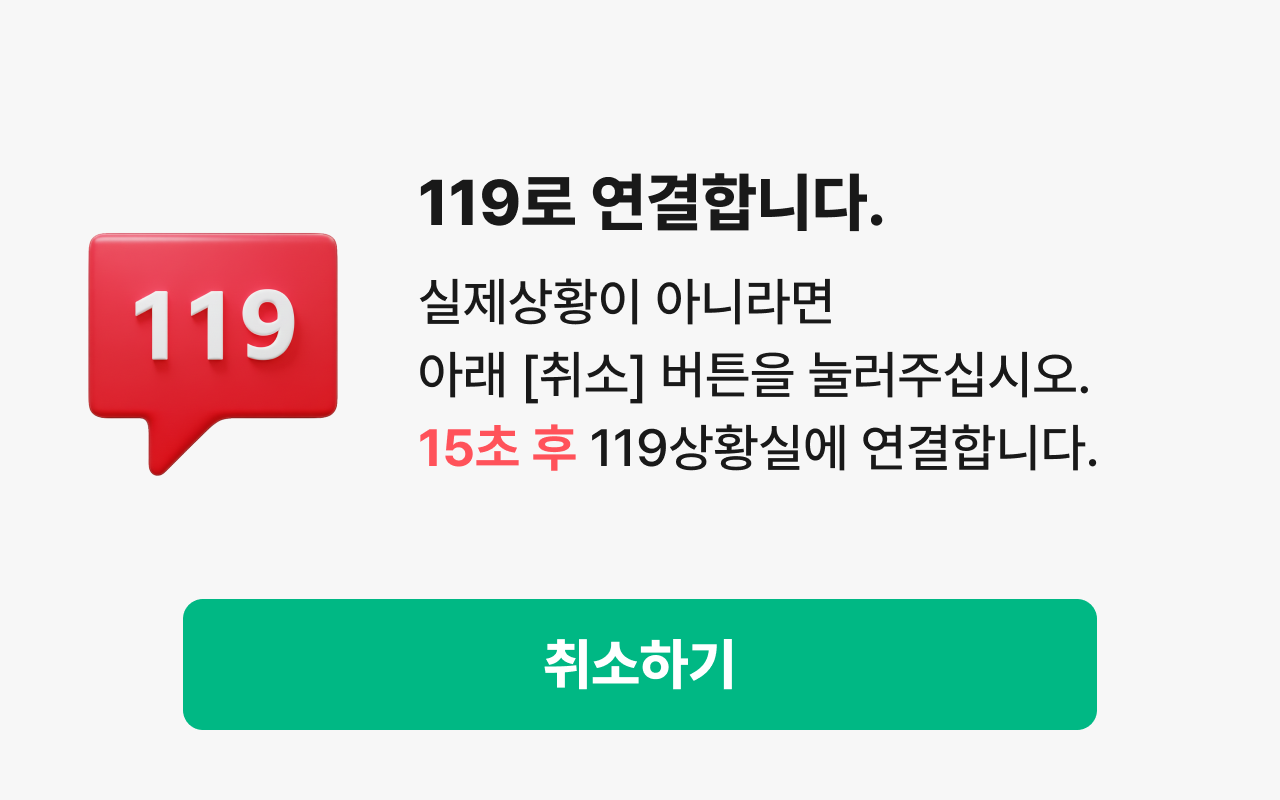 119로 연결합니다.
119
실제상황이 아니라면
아래 [취소] 버튼을 눌러주십시오.
15초 후 119상황실에 연결합니다.
취소하기